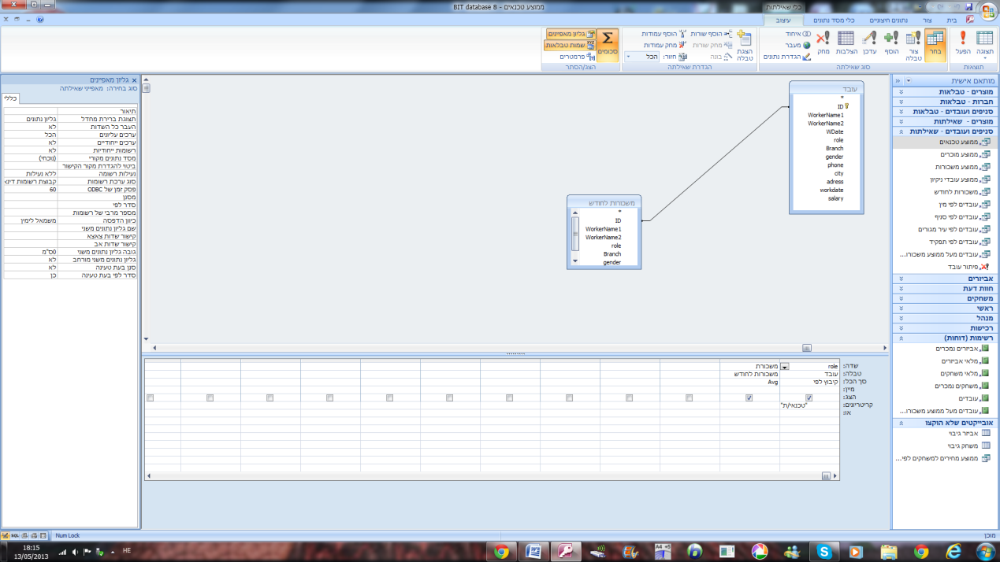 ממוצע טכנאים - BIT database 8
כלי שאילתות
בית
צור
נתונים חיצוניים
כלי מסד נתונים
עיצוב
תצוגה
הפעל
תוצאות
בחר
צור טבלה
הוסף
עדכן
הצלבות
מחק
איחוד
מעבר
הגדרת נתונים
סוג שאילתה
הצגת טבלה
הוסף שורות
מחק שורות
בונה
הוסף עמודות
מחק עמודות
חזור:
הכל
הגדרת שאילתה
סכומים
גליון מאפיינים
שמות טבלאות
פרמטרים
הצג/הסתר
מותאם אישית
מוצרים - טבלאות
חברות - טבלאות
סניפים ועובדים - טבלאות
מוצרים - שאילתות
סניפים ועובדים - שאילתות
ממוצע טכנאים
ממוצע מוכרים
ממוצע משכורות
ממוצע עובדי ניקיון
משכורות לחודש
עובדים לפי מין
עובדים לפי סניף
עובדים לפי עיר מגורים
עובדים לפי תפקיד
עובדים מעל ממוצע משכורו...
פיתור עובד
אביזרים
חוות דעת
משחקים
ראשי
מנהל
רכישות
רשימות (דוחות)
אביזרים נמכרים
מלאי אביזרים
מלאי משחקים
משחקים נמכרים
עובדים
עובדים מעל ממוצע משכורו...
אובייקטים שלא הוקצו
אביזר גיבוי
משחק גיבוי
ממוצע מחירים למשחקים לפי...
עובד
*
ID
WorkerName1
WorkerName2
WDate
role
Branch
gender
phone
city
adress
workdate
salary
משכורות לחודש
*
ID
WorkerName1
WorkerName2
role
Branch
gender
שדה: role משכורת
טבלה: עובד משכורות לחודש
סך הכל: קיבוץ לפי Avg
מיין:
הצג:
קריטריונים: "טכנאי/ת"
או:
גליון מאפיינים
סוג בחירה: מאפייני שאילתה
כללי
תיאור
תצוגת ברירת מחדל גליון נתונים
העבר כל השדות לא
ערכים עליונים הכל
ערכים ייחודיים לא
רשומות ייחודיות לא
מסד נתונים מקורי (נוכחי)
ביטוי להגדרת מקור הקישור
נעילות רשומה ללא נעילות
סוג ערכת רשומות קבוצת רשומות דינא
פסק זמן של ODBC 60
מסנן
סדר לפי
מספר מרבי של רשומות
כיוון הדפסה משמאל לימין
שם גליון נתונים משני
קישור שדות צאצא
קישור שדות אב
גובה גליון נתונים משני 0ס"מ
גליון נתונים משני מורחב לא
סנן בעת טעינה לא
סדר לפי בעת טעינה כן
מוכן
Num Lock
SQL
HE
18:15
13/05/2013